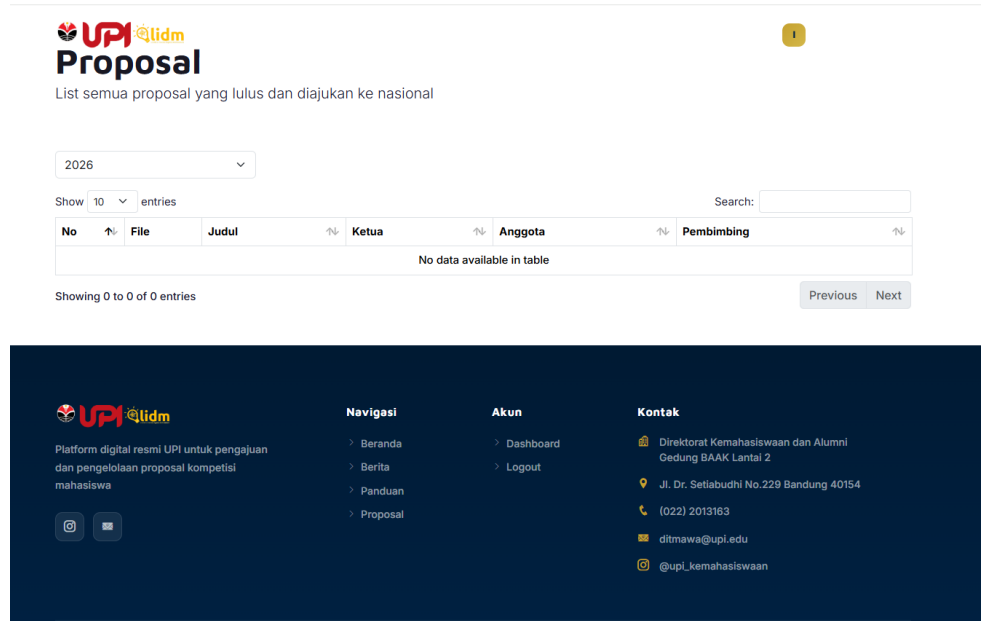 UPI lidm
I
Proposal
List semua proposal yang lulus dan diajukan ke nasional
2026
Show 10 entries
Search:
No File Judul Ketua Anggota Pembimbing
No data available in table
Showing 0 to 0 of 0 entries
Previous Next
UPI lidm
Platform digital resmi UPI untuk pengajuan
dan pengelolaan proposal kompetisi
mahasiswa
Navigasi
Beranda
Berita
Panduan
Proposal
Akun
Dashboard
Logout
Kontak
Direktorat Kemahasiswaan dan Alumni
Gedung BAAK Lantai 2
Jl. Dr. Setiabudhi No.229 Bandung 40154
(022) 2013163
ditmawa@upi.edu
@upi_kemahasiswaan